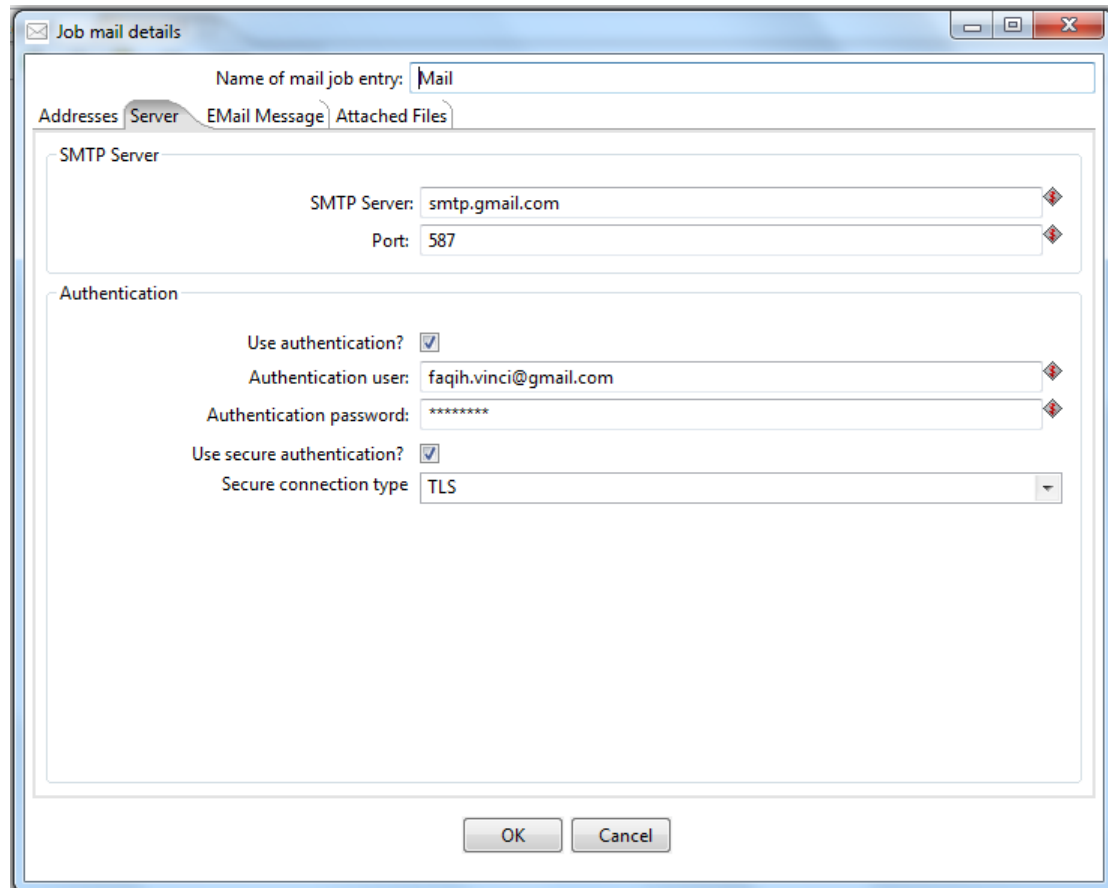 Job mail details
Name of mail job entry: Mail
Addresses Server EMail Message Attached Files
SMTP Server
SMTP Server: smtp.gmail.com
Port: 587
Authentication
Use authentication?
Authentication user: faqih.vinci@gmail.com
Authentication password: ********
Use secure authentication?
Secure connection type TLS
OK Cancel